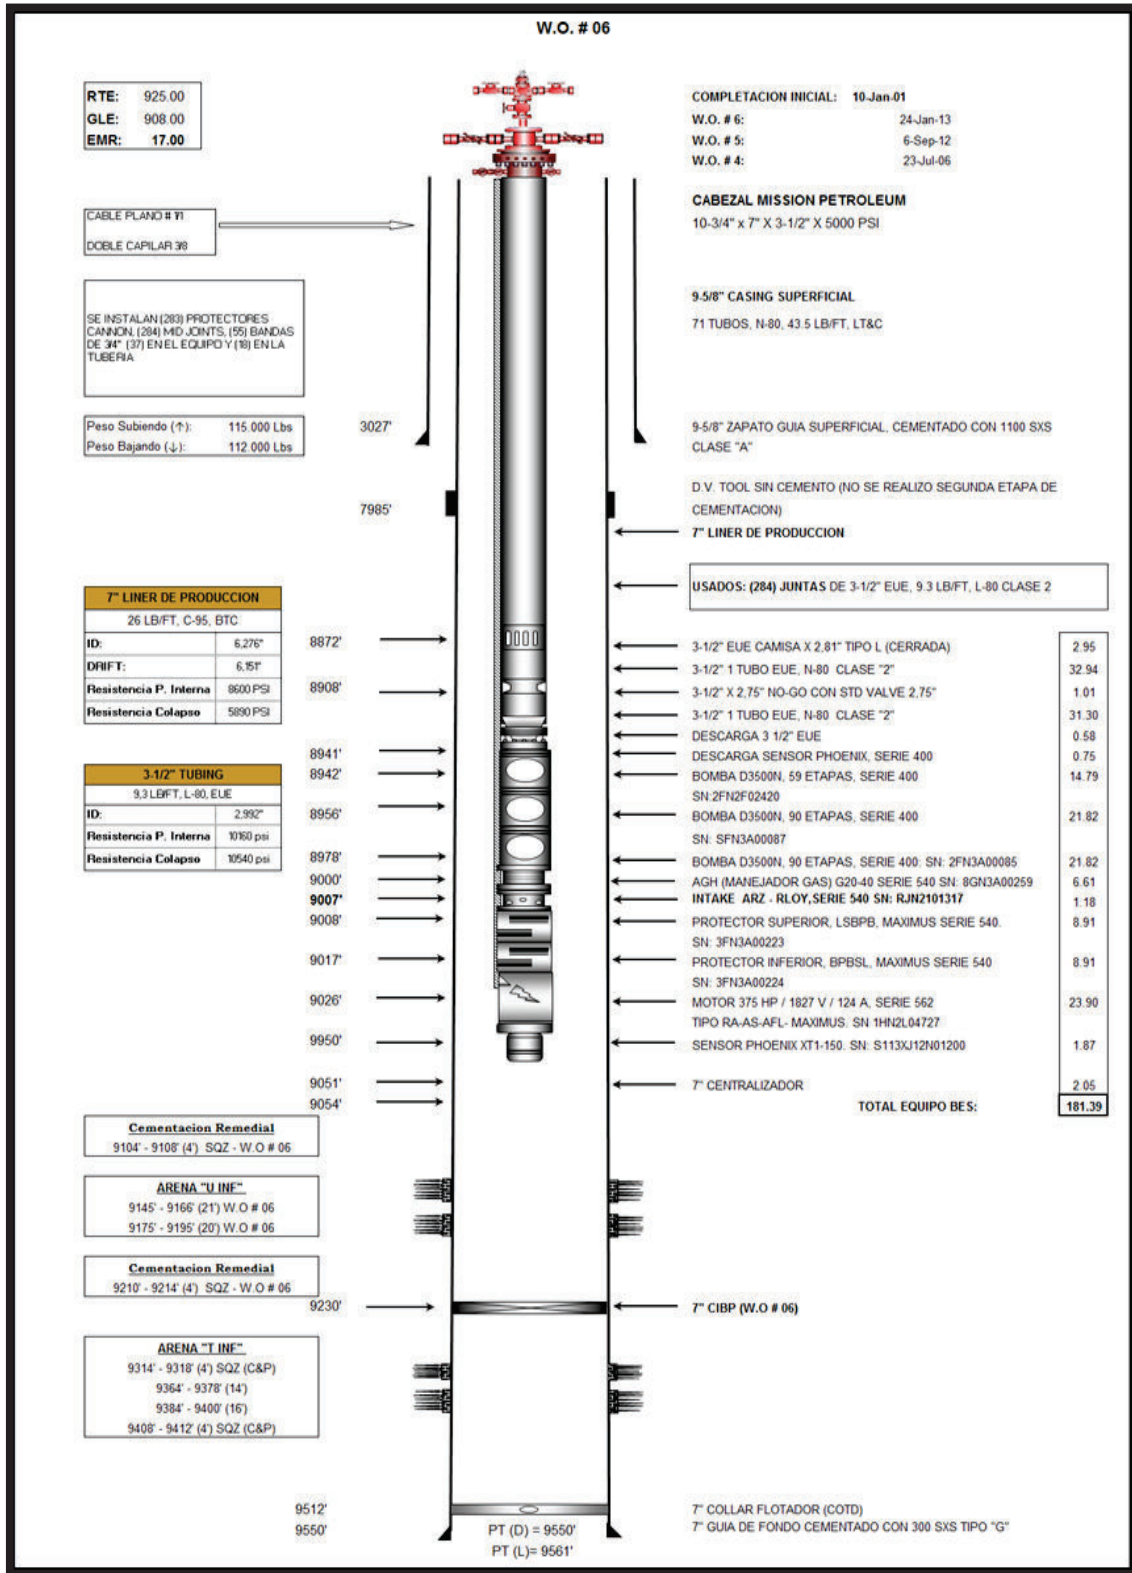 W.O. # 06
RTE: 925.00
GLE: 908.00
EMR: 17.00
COMPLETACION INICIAL: 10-Jan-01
W.O. # 6: 24-Jan-13
W.O. # 5: 6-Sep-12
W.O. # 4: 23-Jul-06
CABEZAL MISSION PETROLEUM
10-3/4" x 7" X 3-1/2" X 5000 PSI
CABLE PLANO #
DOBLE CAPILAR 3/8
9-5/8" CASING SUPERFICIAL
71 TUBOS, N-80, 43.5 LB/FT, LT&C
SE INSTALAN (283) PROTECTORES
CANNON, (284) MID JOINTS, (55) BANDAS
DE 3/4" (37) EN EL EQUIPO Y (18) EN LA
TUBERIA
Peso Subiendo (↑): 115.000 Lbs
Peso Bajando (↓): 112.000 Lbs
3027'
9-5/8" ZAPATO GUIA SUPERFICIAL, CEMENTADO CON 1100 SXS
CLASE "A"
7985'
D.V. TOOL SIN CEMENTO (NO SE REALIZO SEGUNDA ETAPA DE
CEMENTACION)
7" LINER DE PRODUCCION
USADOS: (284) JUNTAS DE 3-1/2" EUE, 9.3 LB/FT, L-80 CLASE 2
7" LINER DE PRODUCCION
26 LB/FT, C-95, BTC
ID: 6,276"
DRIFT: 6,151"
Resistencia P. Interna 8600 PSI
Resistencia Colapso 5890 PSI
3-1/2" TUBING
9,3 LB/FT, L-80, EUE
ID: 2,992"
Resistencia P. Interna 10160 psi
Resistencia Colapso 10540 psi
8872'
8908'
8941'
8942'
8956'
8978'
9000'
9007'
9008'
9017'
9026'
9950'
9051'
9054'
3-1/2" EUE CAMISA X 2,81" TIPO L (CERRADA) 2.95
3-1/2" 1 TUBO EUE, N-80 CLASE "2" 32.94
3-1/2" X 2,75" NO-GO CON STD VALVE 2,75" 1.01
3-1/2" 1 TUBO EUE, N-80 CLASE "2" 31.30
DESCARGA 3 1/2" EUE 0.58
DESCARGA SENSOR PHOENIX, SERIE 400 0.75
BOMBA D3500N, 59 ETAPAS, SERIE 400 14.79
SN:2FN2F02420
BOMBA D3500N, 90 ETAPAS, SERIE 400 21.82
SN: SFN3A00087
BOMBA D3500N, 90 ETAPAS, SERIE 400: SN: 2FN3A00085 21.82
AGH (MANEJADOR GAS) G20-40 SERIE 540 SN: 8GN3A00259 6.61
INTAKE ARZ - RLOY,SERIE 540 SN: RJN2101317 1.18
PROTECTOR SUPERIOR, LSBPB, MAXIMUS SERIE 540. 8.91
SN: 3FN3A00223
PROTECTOR INFERIOR, BPBSL, MAXIMUS SERIE 540 8.91
SN: 3FN3A00224
MOTOR 375 HP / 1827 V / 124 A, SERIE 562 23.90
TIPO RA-AS-AFL- MAXIMUS. SN 1HN2L04727
SENSOR PHOENIX XT1-150. SN: S113XJ12N01200 1.87
7" CENTRALIZADOR 2.05
TOTAL EQUIPO BES: 181.39
Cementacion Remedial
9104' - 9108' (4') SQZ - W.O # 06
ARENA "U INF"
9145' - 9166' (21') W.O # 06
9175' - 9195' (20') W.O # 06
Cementacion Remedial
9210' - 9214' (4') SQZ - W.O # 06
9230'
7" CIBP (W.O # 06)
ARENA "T INF"
9314' - 9318' (4') SQZ (C&P)
9364' - 9378' (14')
9384' - 9400' (16')
9408' - 9412' (4') SQZ (C&P)
9512'
7" COLLAR FLOTADOR (COTD)
9550'
7" GUIA DE FONDO CEMENTADO CON 300 SXS TIPO "G"
PT (D) = 9550'
PT (L)= 9561'